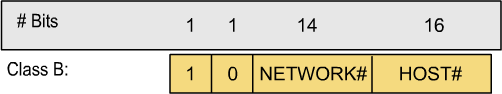 # Bits 1 1 14 16
Class B: 1 0 NETWORK# HOST#